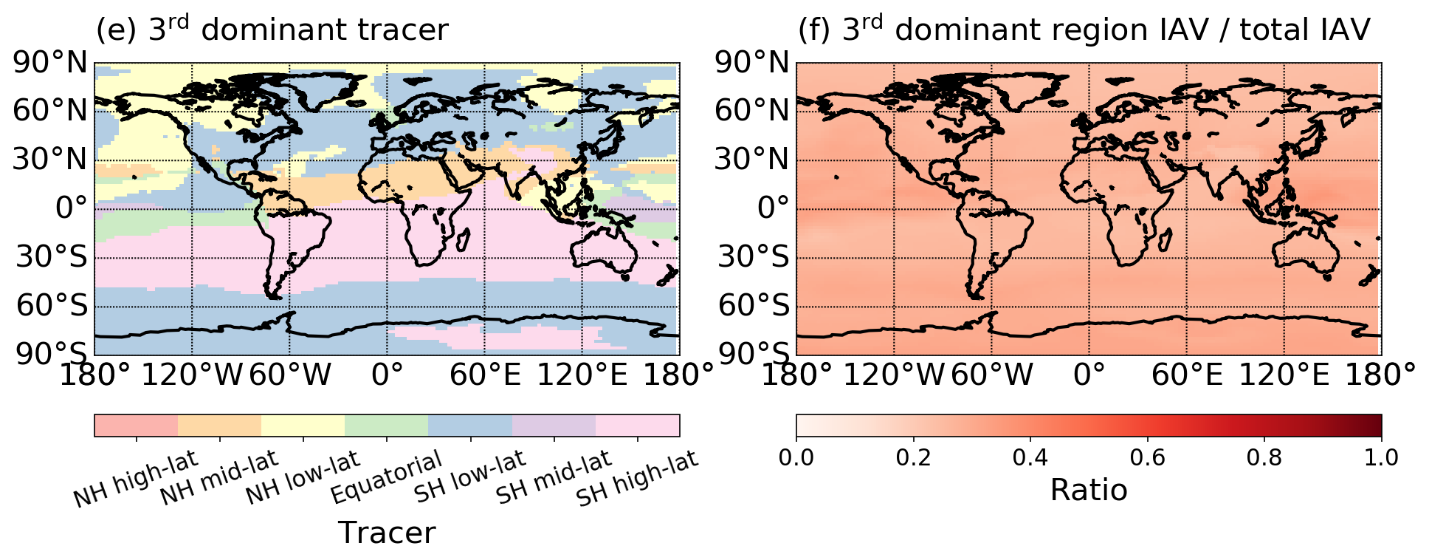 (e) 3rd dominant tracer
90°N
60°N
30°N
0°
30°S
60°S
90°S
180° 120°W 60°W 0° 60°E 120°E 180°
NH high-lat NH mid-lat NH low-lat Equatorial SH low-lat SH mid-lat SH high-lat
Tracer
(f) 3rd dominant region IAV / total IAV
90°N
60°N
30°N
0°
30°S
60°S
90°S
180° 120°W 60°W 0° 60°E 120°E 180°
0.0 0.2 0.4 0.6 0.8 1.0
Ratio